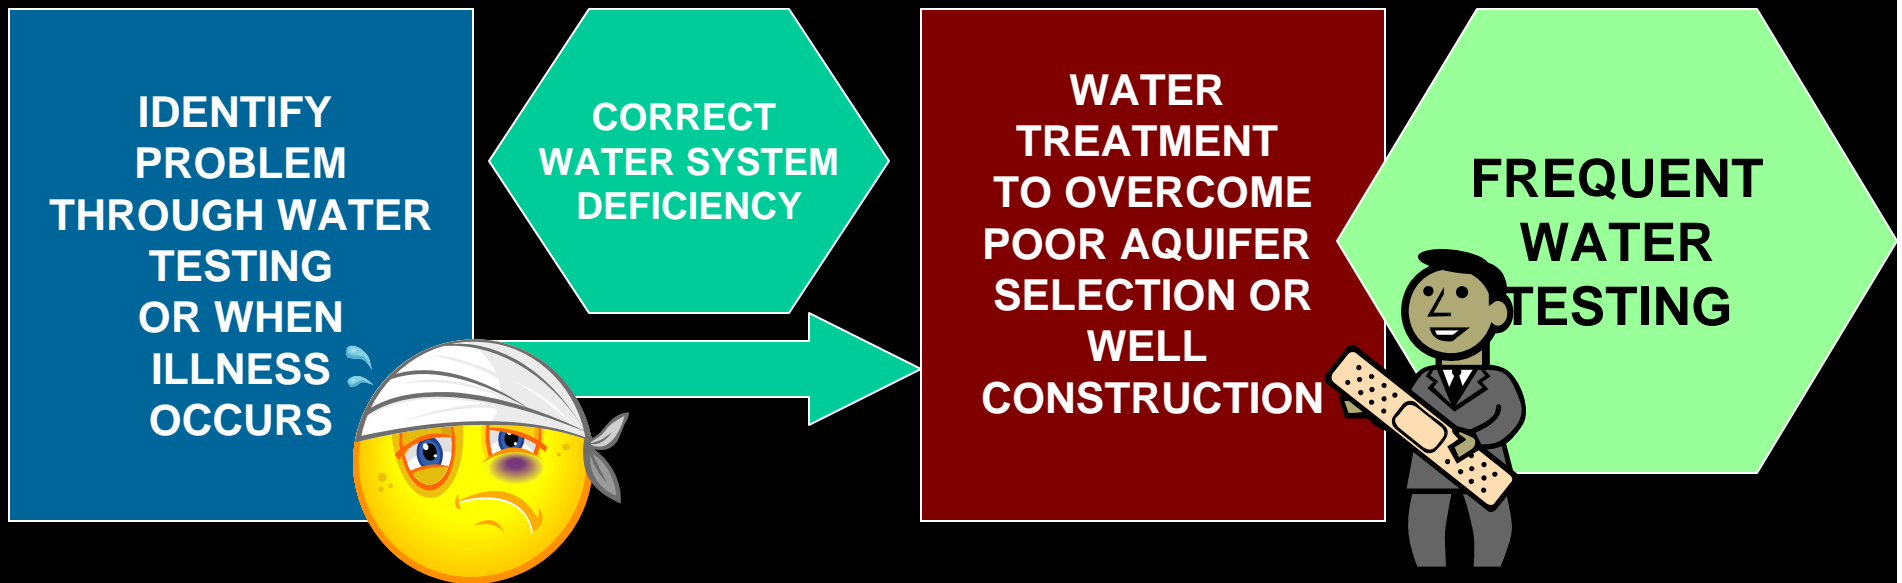 IDENTIFY
PROBLEM
THROUGH WATER
TESTING
OR WHEN
ILLNESS
OCCURS
CORRECT
WATER SYSTEM
DEFICIENCY
WATER
TREATMENT
TO OVERCOME
POOR AQUIFER
SELECTION OR
WELL
CONSTRUCTION
FREQUENT
WATER
TESTING